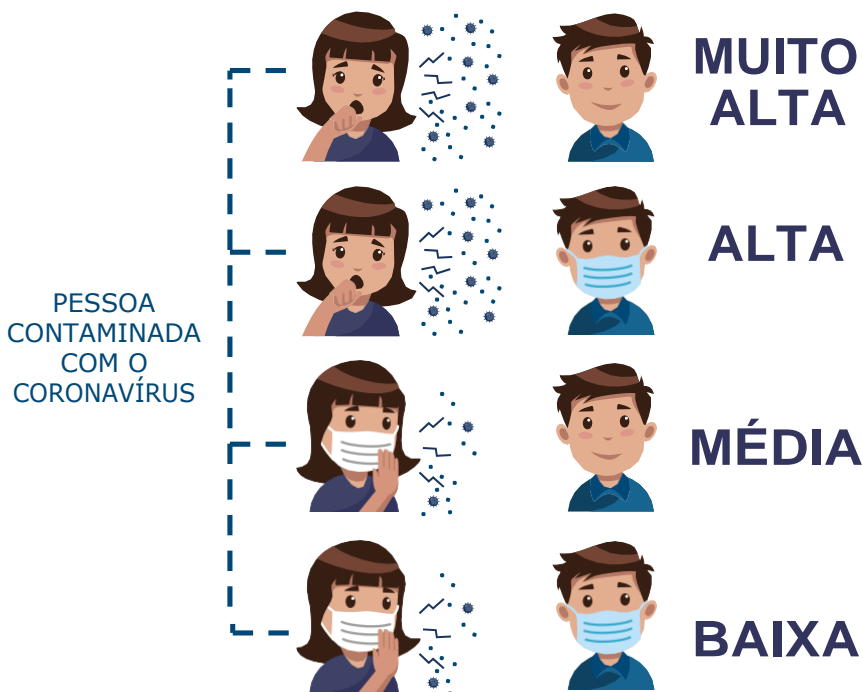 MUITO
ALTA
ALTA
PESSOA
CONTAMINADA
COM O
CORONAVÍRUS
MÉDIA
BAIXA